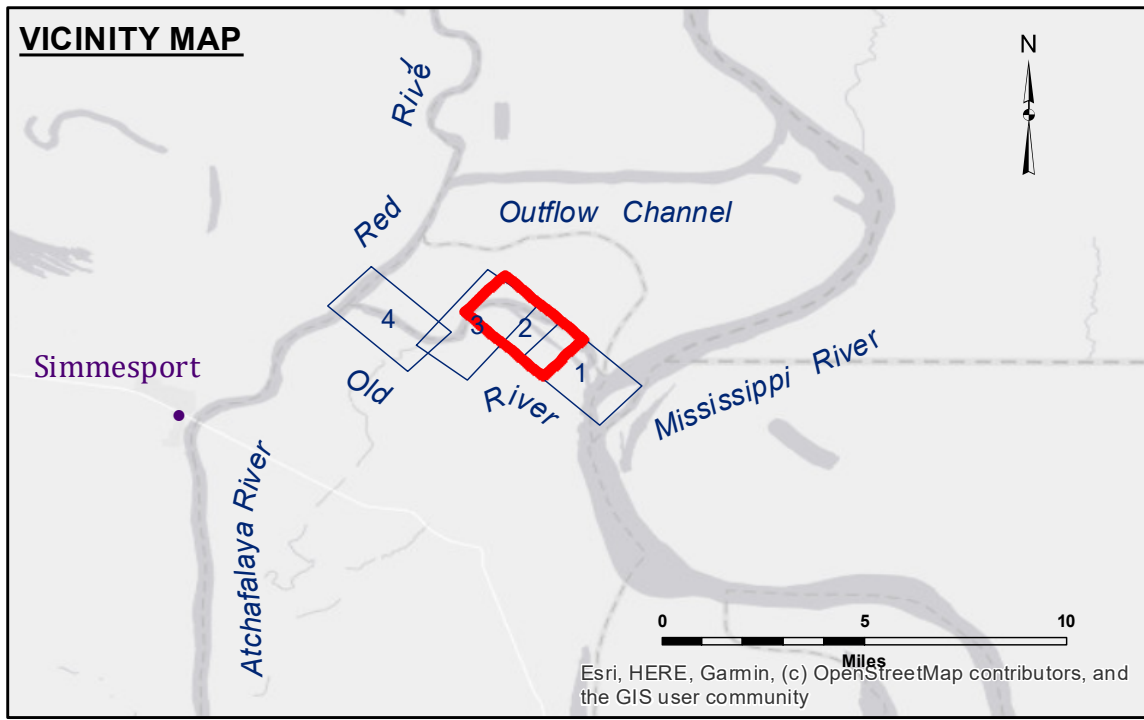 VICINITY MAP
N
Red River
Outflow Channel
4
3
2
1
Simmesport
Old River
Mississippi River
Atchafalaya River
0 5 10
Miles
Esri, HERE, Garmin, (c) OpenStreetMap contributors, and
the GIS user community